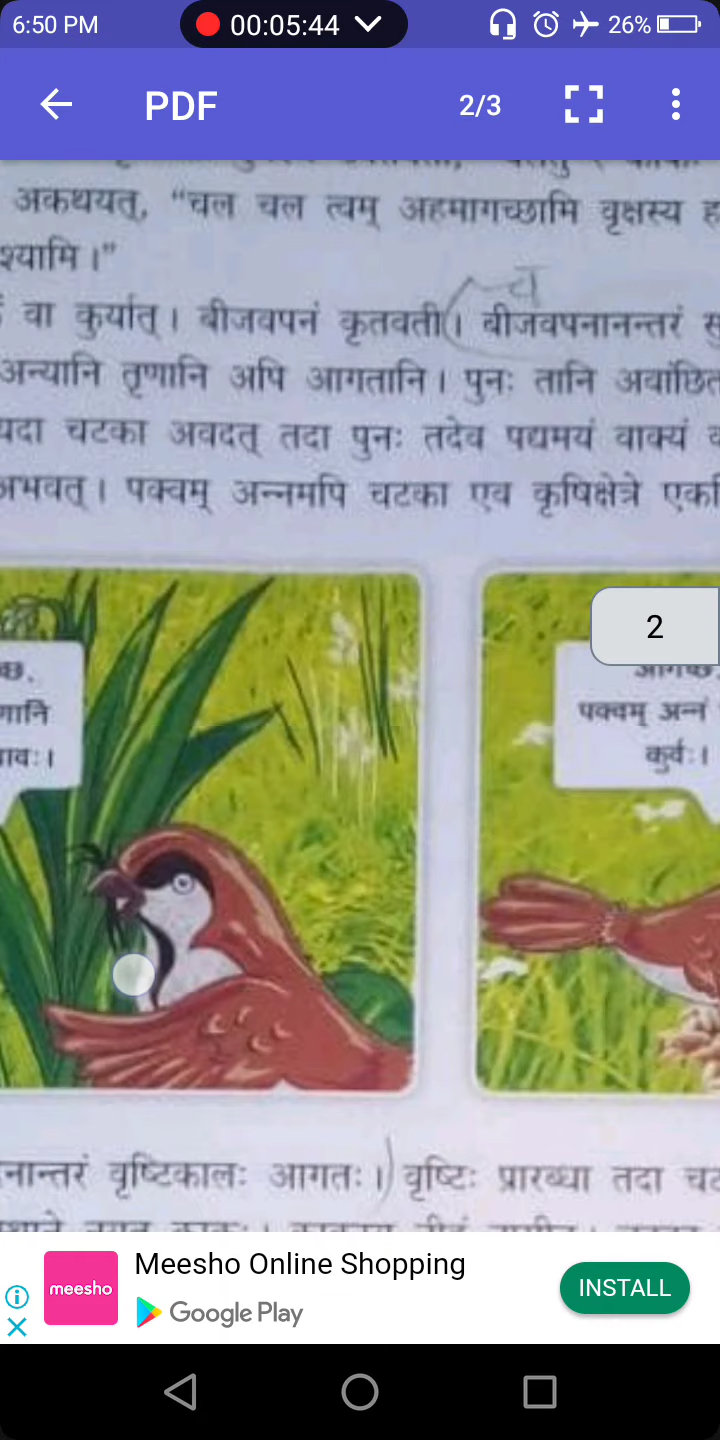 6:50 PM
00:05:44
26%
PDF
2/3
अकथयत्, “चल चल त्वम् अहमागच्छामि वृक्षस्य
श्यामि ।”
वा कुर्यात् । बीजवपनं कृतवती । बीजवपनानन्तरं
च
अन्यानि तृणानि अपि आगतानि । पुनः तानि
यदा चटका अवदत् तदा पुनः तदेव पद्यमयं वाक्यं
अभवत् । पक्वम् अन्नमपि चटका एव कृषिक्षेत्रे
2
पक्वम् अन्नं
कुर्वः ।
वृष्टिकालः आगतः । वृष्टिः प्रारब्धा तदा
Meesho Online Shopping
meesho
Google Play
INSTALL